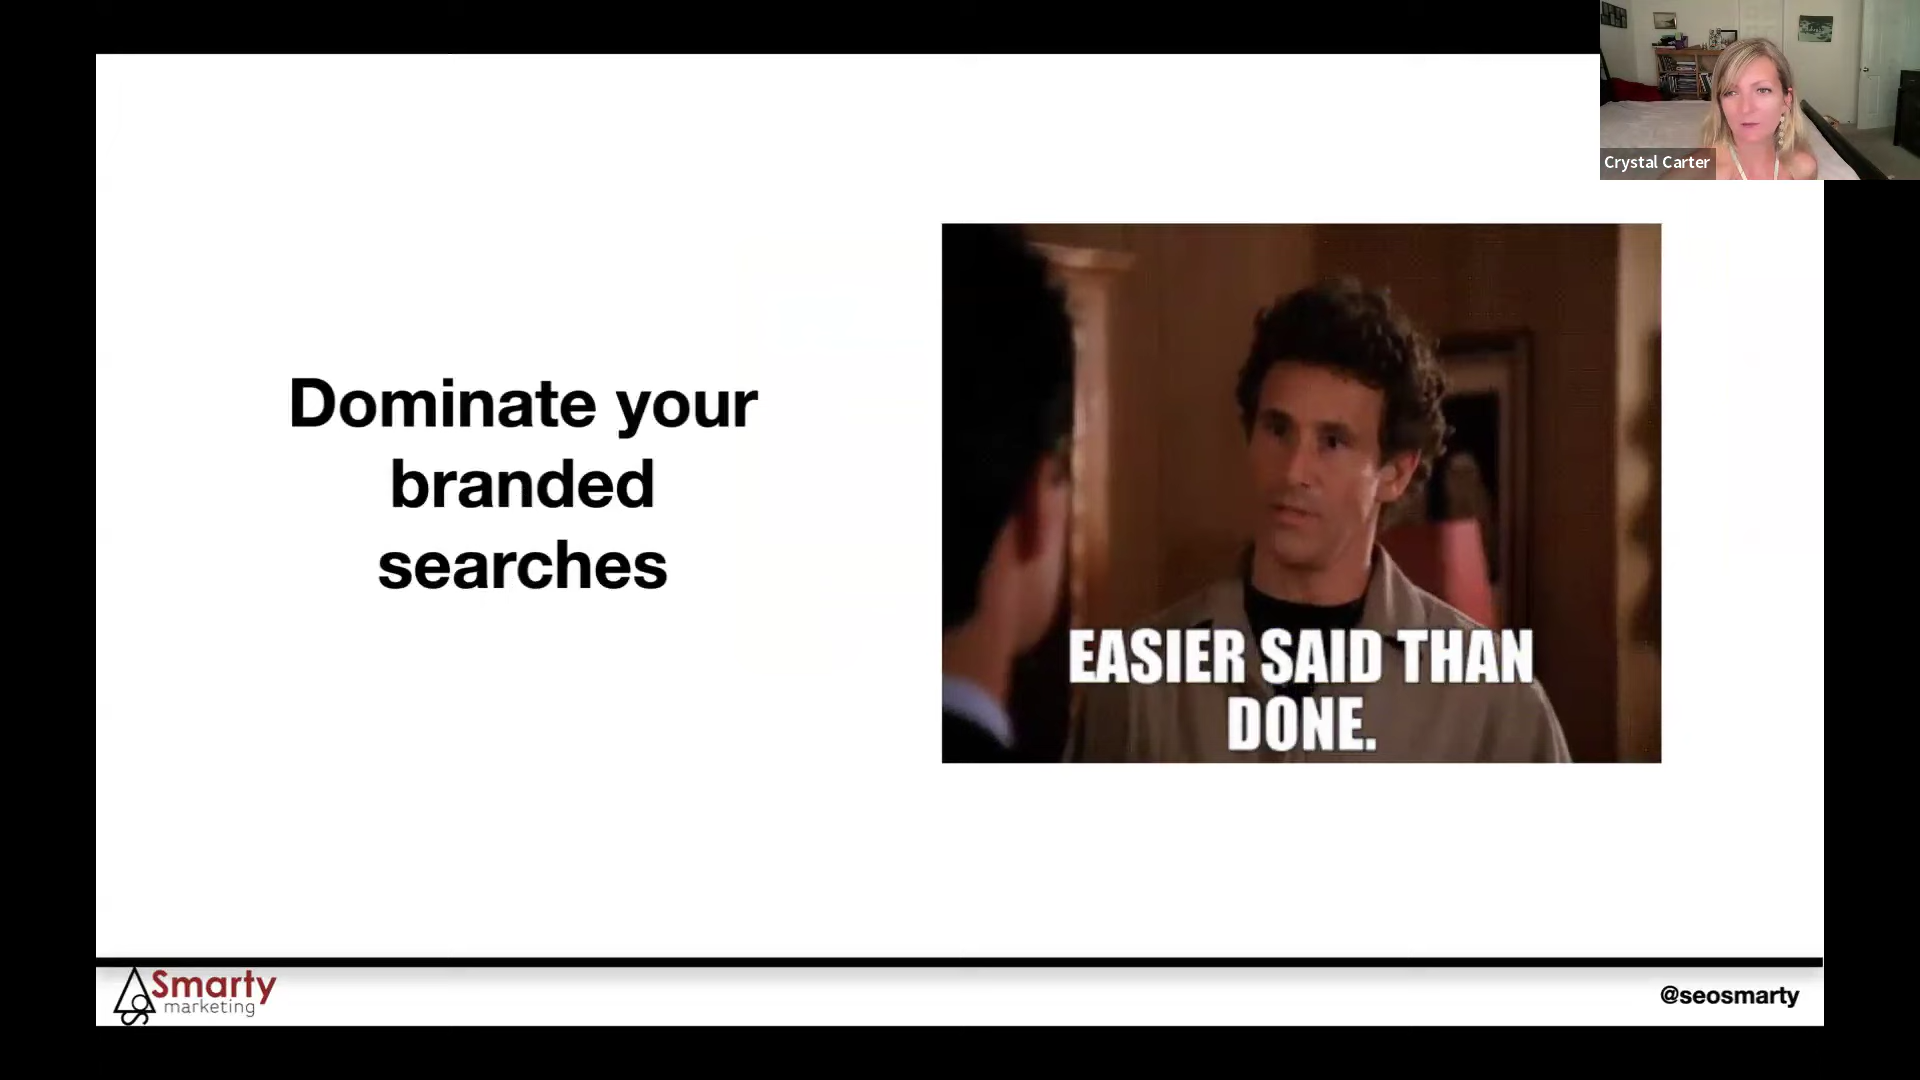 Crystal Carter
Dominate your
branded
searches
EASIER SAID THAN
DONE.
Smarty
marketing
@seosmarty